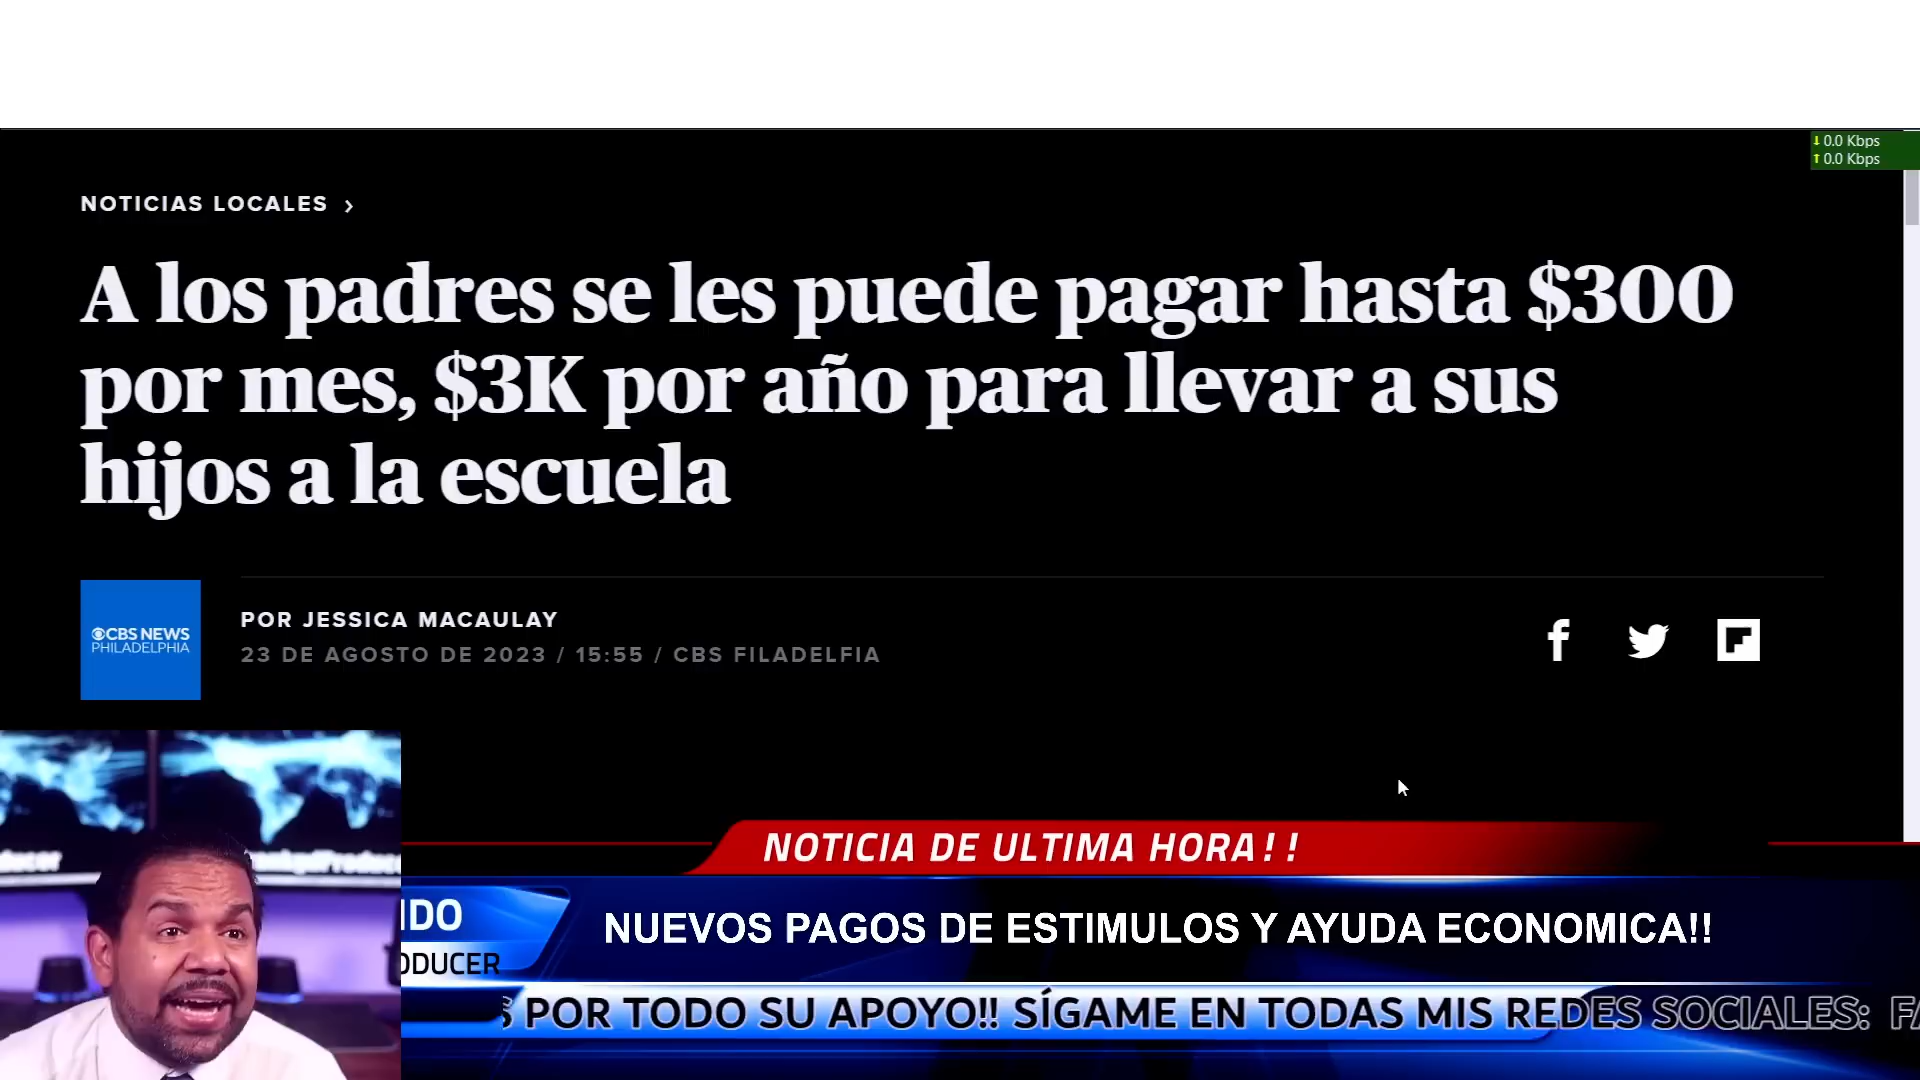 ↓ 0.0 Kbps
↑ 0.0 Kbps
NOTICIAS LOCALES ›
A los padres se les puede pagar hasta $300
por mes, $3K por año para llevar a sus
hijos a la escuela
CBS NEWS
PHILADELPHIA
POR JESSICA MACAULAY
23 DE AGOSTO DE 2023 / 15:55 / CBS FILADELFIA
NOTICIA DE ULTIMA HORA!!
NUEVOS PAGOS DE ESTIMULOS Y AYUDA ECONOMICA!!
POR TODO SU APOYO!! SÍGAME EN TODAS MIS REDES SOCIALES: